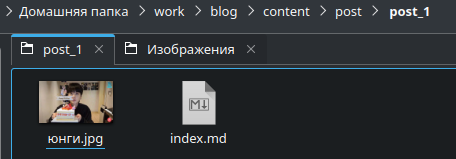 Домашняя папка > work > blog > content > post > post_1
post_1 × Изображения ×
юнги.jpg index.md